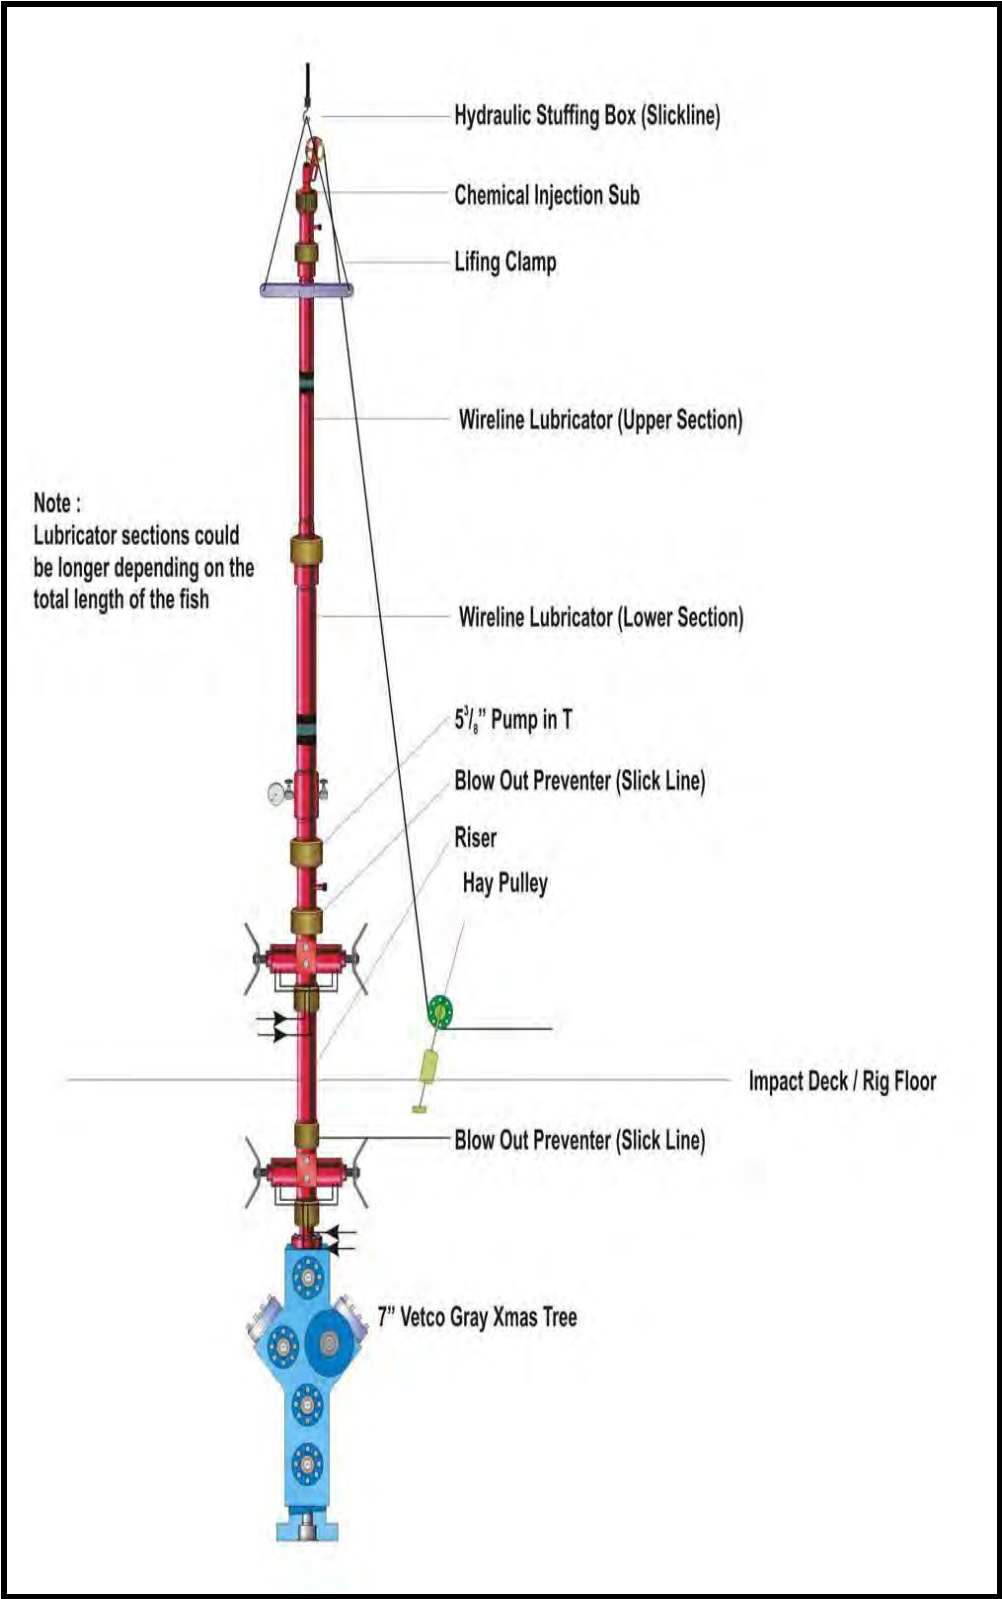 Hydraulic Stuffing Box (Slickline)
Chemical Injection Sub
Lifing Clamp
Wireline Lubricator (Upper Section)
Note :
Lubricator sections could
be longer depending on the
total length of the fish
Wireline Lubricator (Lower Section)
5 3/8” Pump in T
Blow Out Preventer (Slick Line)
Riser
Hay Pulley
Impact Deck / Rig Floor
Blow Out Preventer (Slick Line)
7” Vetco Gray Xmas Tree